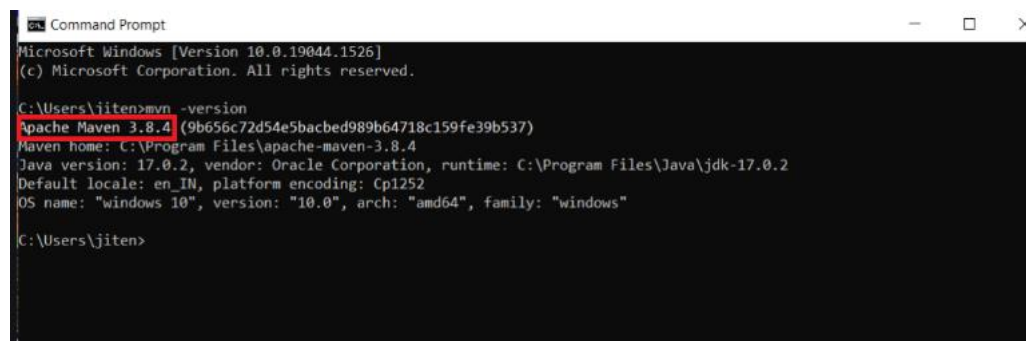 Command Prompt
Microsoft Windows [Version 10.0.19044.1526]
(c) Microsoft Corporation. All rights reserved.
C:\Users\jiten>mvn -version
Apache Maven 3.8.4 (9b656c72d54e5bacbed989b64718c159fe39b537)
Maven home: C:\Program Files\apache-maven-3.8.4
Java version: 17.0.2, vendor: Oracle Corporation, runtime: C:\Program Files\Java\jdk-17.0.2
Default locale: en_IN, platform encoding: Cp1252
OS name: "windows 10", version: "10.0", arch: "amd64", family: "windows"
C:\Users\jiten>